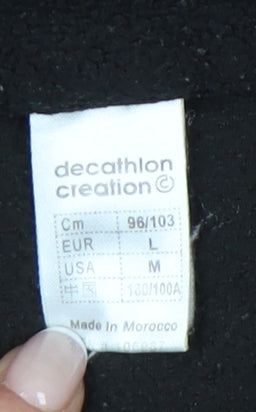 decathlon
creation ©
Cm 96/103
EUR L
USA M
中国 180/100A
Made in Morocco